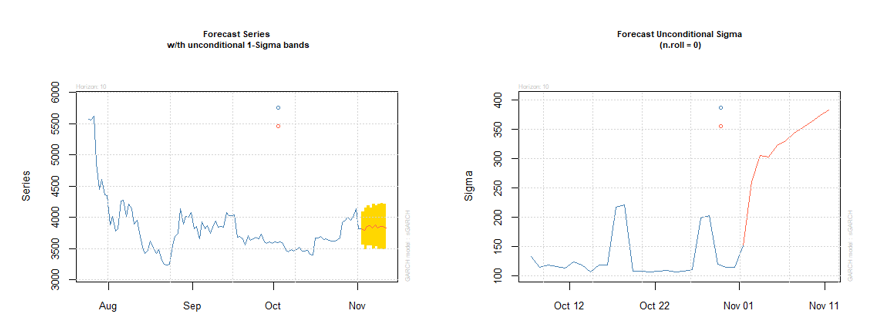 Forecast Series
w/th unconditional 1-Sigma bands
Horizon: 10
Series
6000
5500
5000
4500
4000
3500
3000
Aug
Sep
Oct
Nov
GARCH model : sGARCH
Forecast Unconditional Sigma
(n.roll = 0)
Horizon: 10
Sigma
400
350
300
250
200
150
100
Oct 12
Oct 22
Nov 01
Nov 11
GARCH model : sGARCH